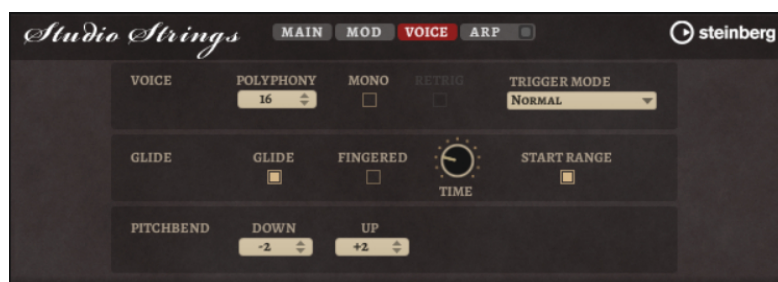 Studio Strings MAIN MOD VOICE ARP steinberg
VOICE POLYPHONY MONO RETRIG TRIGGER MODE
16 NORMAL
GLIDE GLIDE FINGERED START RANGE
TIME
PITCHBEND DOWN UP
-2 +2